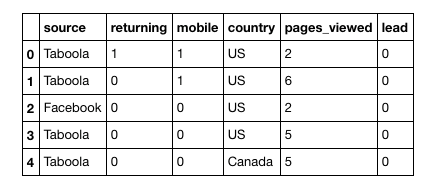 source returning mobile country pages_viewed lead
0 Taboola 1 1 US 2 0
1 Taboola 0 1 US 6 0
2 Facebook 0 0 US 2 0
3 Taboola 0 0 US 5 0
4 Taboola 0 0 Canada 5 0